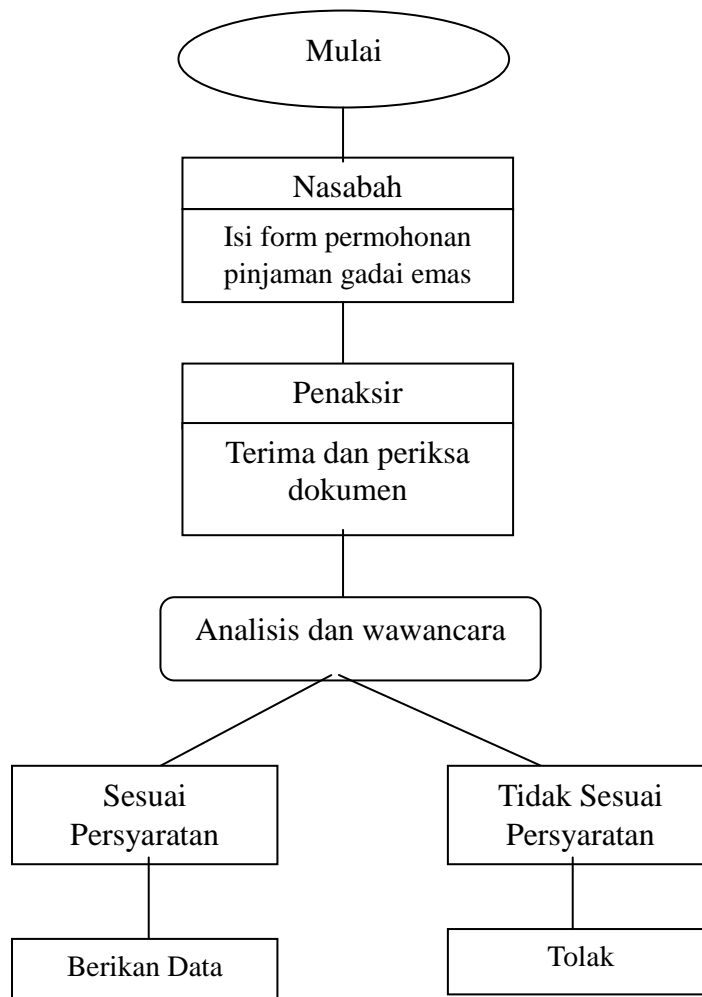 Mulai
Nasabah
Isi form permohonan
pinjaman gadai emas
Penaksir
Terima dan periksa
dokumen
Analisis dan wawancara
Sesuai
Persyaratan
Tidak Sesuai
Persyaratan
Berikan Data
Tolak